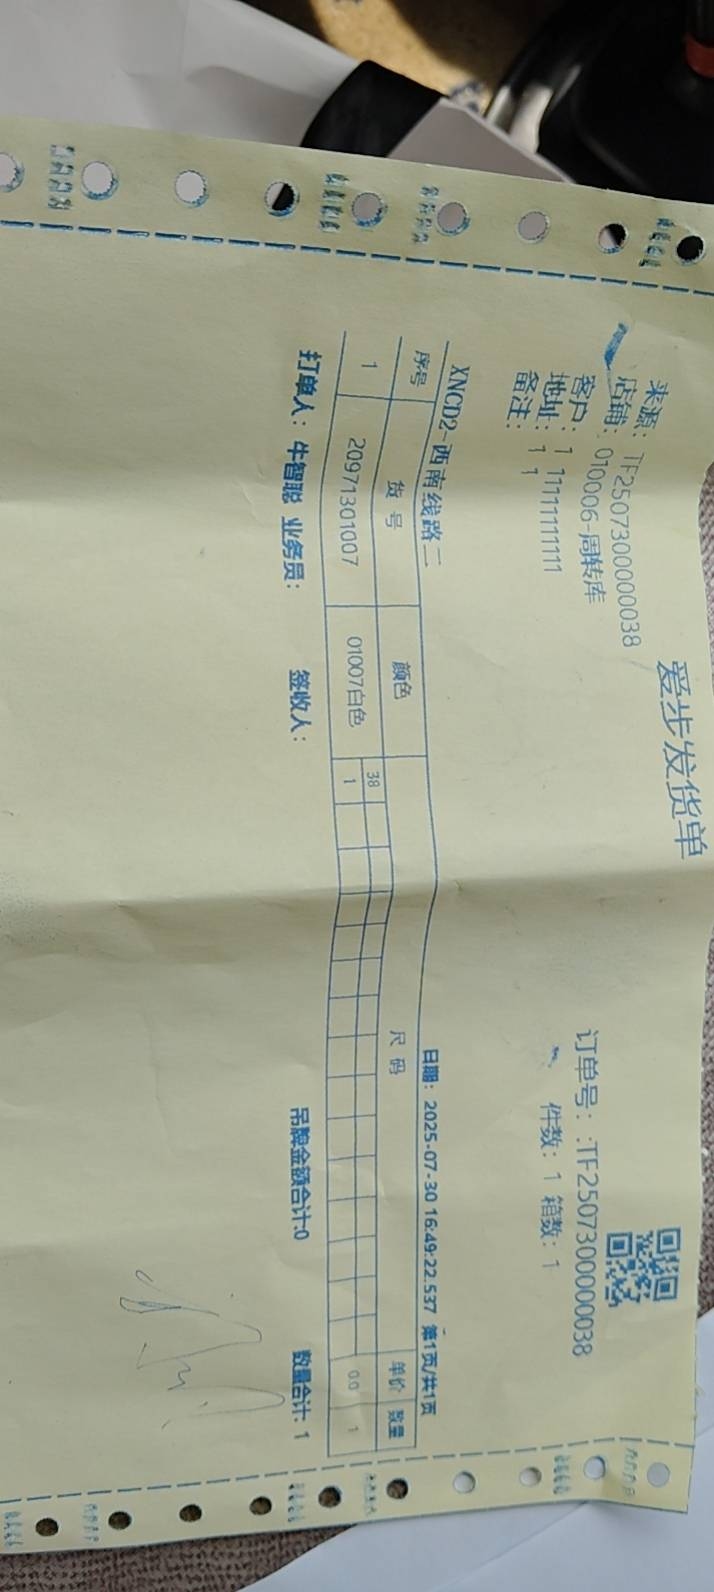 爱步发货单
来源：TF25073000000038
订单号：:TF25073000000038
店铺：010006-周转库
件数：1 箱数：1
客户：1
地址：1 11111111111
备注：1
XNCD2-西南线路二 日期：2025-07-30 16:49:22.537 第1页/共1页
序号 货号 颜色 尺码 单价 数量
38
1 20971301007 01007白色 1 0.0 1
打单人：牛智聪 业务员： 签收人： 吊牌金额合计:0 数量合计: 1